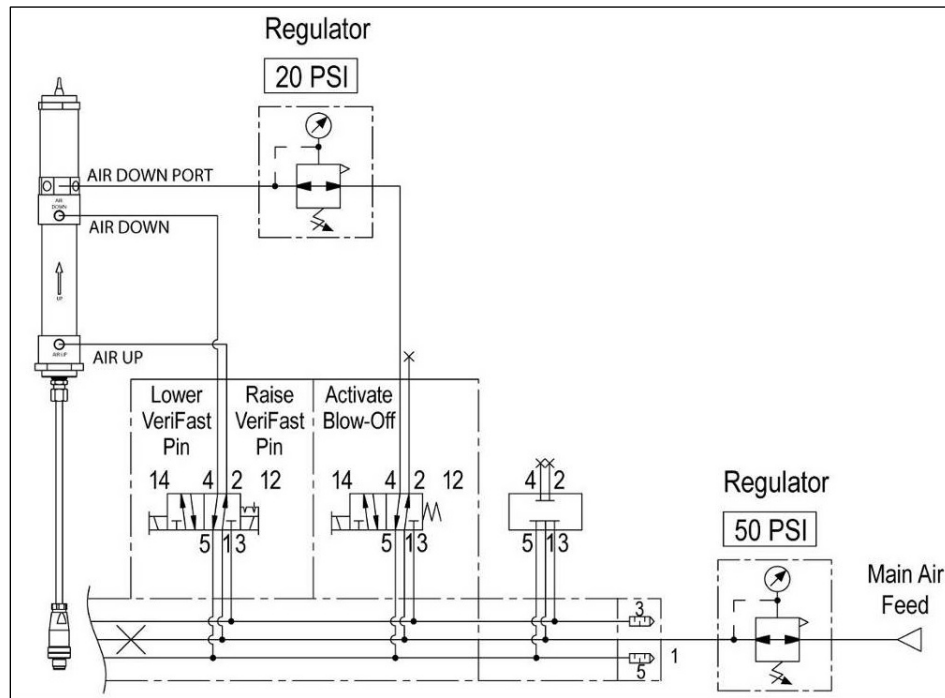 Regulator
20 PSI
AIR DOWN PORT
AIR
DOWN
AIR DOWN
UP
AIR UP
AIR UP
Lower
VeriFast
Pin
Raise
VeriFast
Pin
Activate
Blow-Off
14 4 2 12
14 4 2 12
4 2
5 1 3
5 1 3
5 1 3
Regulator
50 PSI
Main Air
Feed
3
1
5